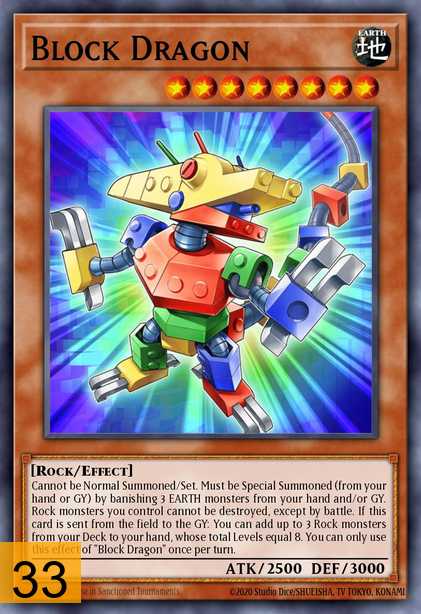 Block Dragon
EARTH
地
[Rock/Effect]
Cannot be Normal Summoned/Set. Must be Special Summoned (from your
hand or GY) by banishing 3 EARTH monsters from your hand and/or GY.
Rock monsters you control cannot be destroyed, except by battle. If this
card is sent from the field to the GY: You can add up to 3 Rock monsters
from your Deck to your hand, whose total Levels equal 8. You can only use
this effect of "Block Dragon" once per turn.
ATK/2500 DEF/3000
33
use in Sanctioned Tournaments
©2020 Studio Dice/SHUEISHA, TV TOKYO, KONAMI